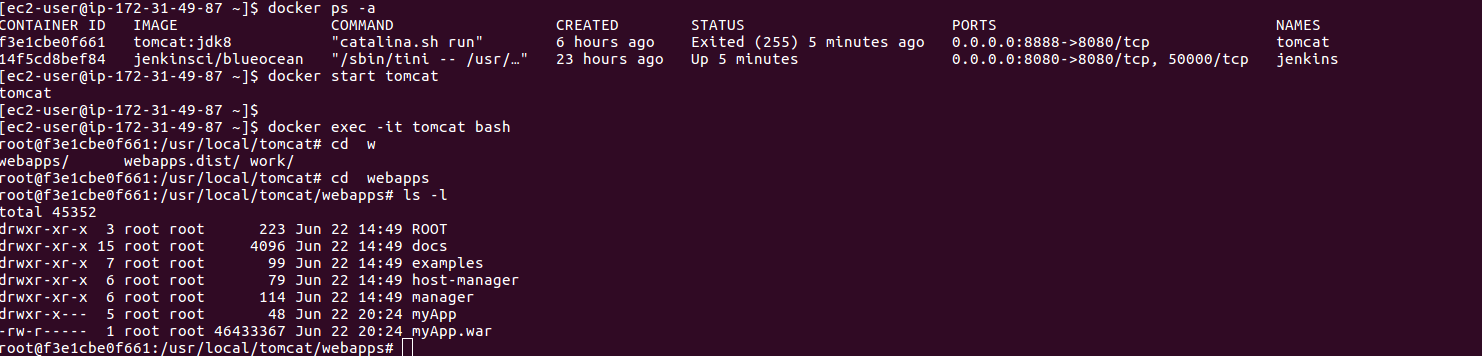 [ec2-user@ip-172-31-49-87 ~]$ docker ps -a
CONTAINER ID   IMAGE                 COMMAND                  CREATED        STATUS                       PORTS                               NAMES
f3e1cbe0f661   tomcat:jdk8           "catalina.sh run"        6 hours ago    Exited (255) 5 minutes ago   0.0.0.0:8888->8080/tcp              tomcat
14f5cd8bef84   jenkinsci/blueocean   "/sbin/tini -- /usr/…"   23 hours ago   Up 5 minutes                 0.0.0.0:8080->8080/tcp, 50000/tcp   jenkins
[ec2-user@ip-172-31-49-87 ~]$ docker start tomcat
tomcat
[ec2-user@ip-172-31-49-87 ~]$
[ec2-user@ip-172-31-49-87 ~]$ docker exec -it tomcat bash
root@f3e1cbe0f661:/usr/local/tomcat# cd  w
webapps/      webapps.dist/ work/
root@f3e1cbe0f661:/usr/local/tomcat# cd  webapps
root@f3e1cbe0f661:/usr/local/tomcat/webapps# ls -l
total 45352
drwxr-xr-x  3 root root      223 Jun 22 14:49 ROOT
drwxr-xr-x 15 root root     4096 Jun 22 14:49 docs
drwxr-xr-x  7 root root       99 Jun 22 14:49 examples
drwxr-xr-x  6 root root       79 Jun 22 14:49 host-manager
drwxr-xr-x  6 root root      114 Jun 22 14:49 manager
drwxr-x---  5 root root       48 Jun 22 20:24 myApp
-rw-r-----  1 root root 46433367 Jun 22 20:24 myApp.war
root@f3e1cbe0f661:/usr/local/tomcat/webapps#